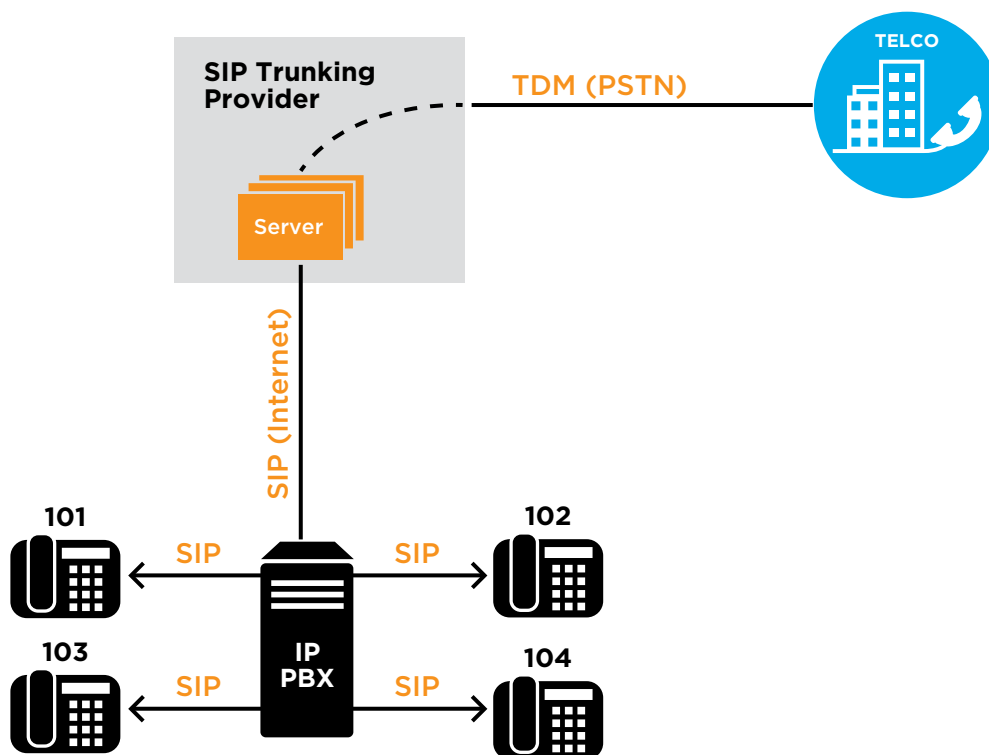 TELCO
SIP Trunking
Provider
TDM (PSTN)
Server
SIP (Internet)
101
102
SIP
SIP
IP
PBX
103
104
SIP
SIP